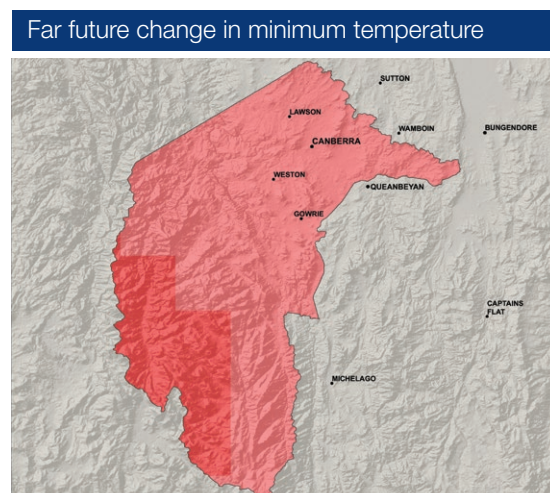 Far future change in minimum temperature
SUTTON
LAWSON
WAMBOIN
BUNGENDORE
CANBERRA
WESTON
QUEANBEYAN
GOWRIE
CAPTAINS
FLAT
MICHELAGO